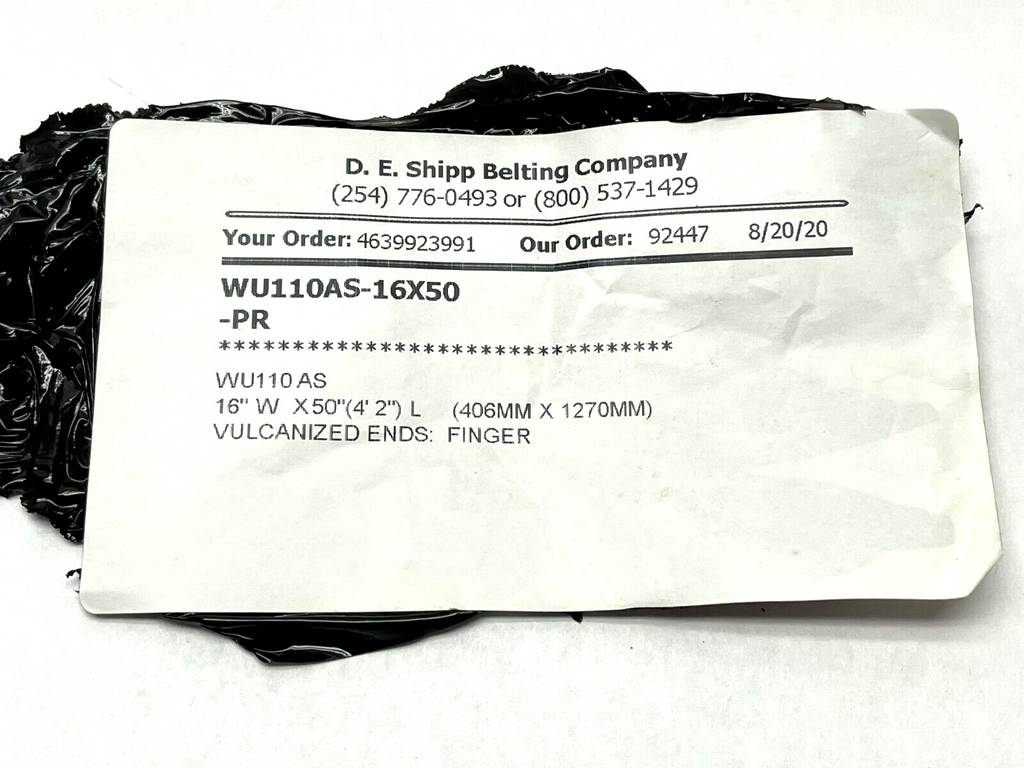 D. E. Shipp Belting Company
(254) 776-0493 or (800) 537-1429
Your Order: 4639923991 Our Order: 92447 8/20/20
WU110AS-16X50
-PR
*******************************
WU110 AS
16" W X 50"(4' 2") L (406MM X 1270MM)
VULCANIZED ENDS: FINGER